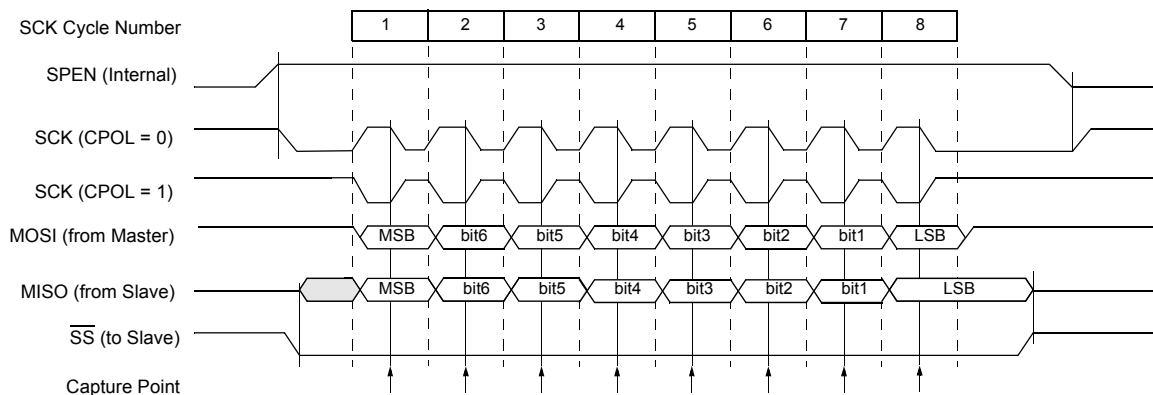 SCK Cycle Number 1 2 3 4 5 6 7 8
SPEN (Internal)
SCK (CPOL = 0)
SCK (CPOL = 1)
MOSI (from Master) MSB bit6 bit5 bit4 bit3 bit2 bit1 LSB
MISO (from Slave) MSB bit6 bit5 bit4 bit3 bit2 bit1 LSB
S̅S̅ (to Slave)
Capture Point